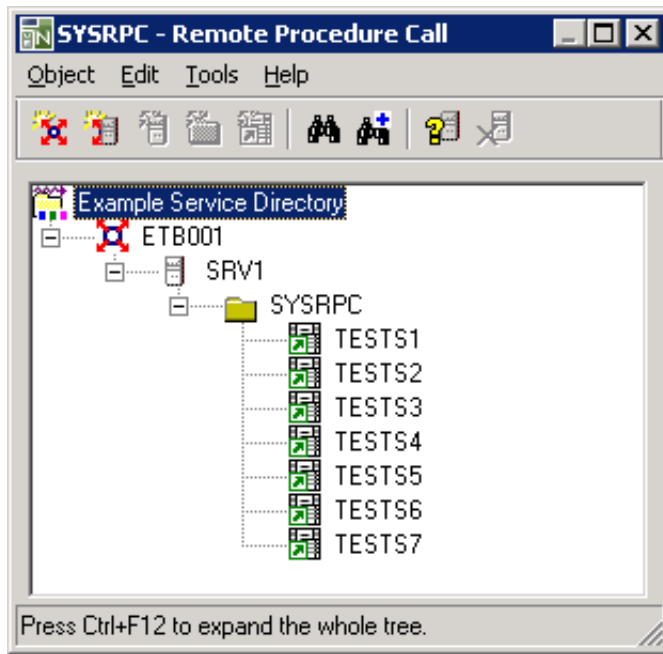 SYSRPC - Remote Procedure Call
Object Edit Tools Help
Example Service Directory
ETB001
SRV1
SYSRPC
TESTS1
TESTS2
TESTS3
TESTS4
TESTS5
TESTS6
TESTS7
Press Ctrl+F12 to expand the whole tree.